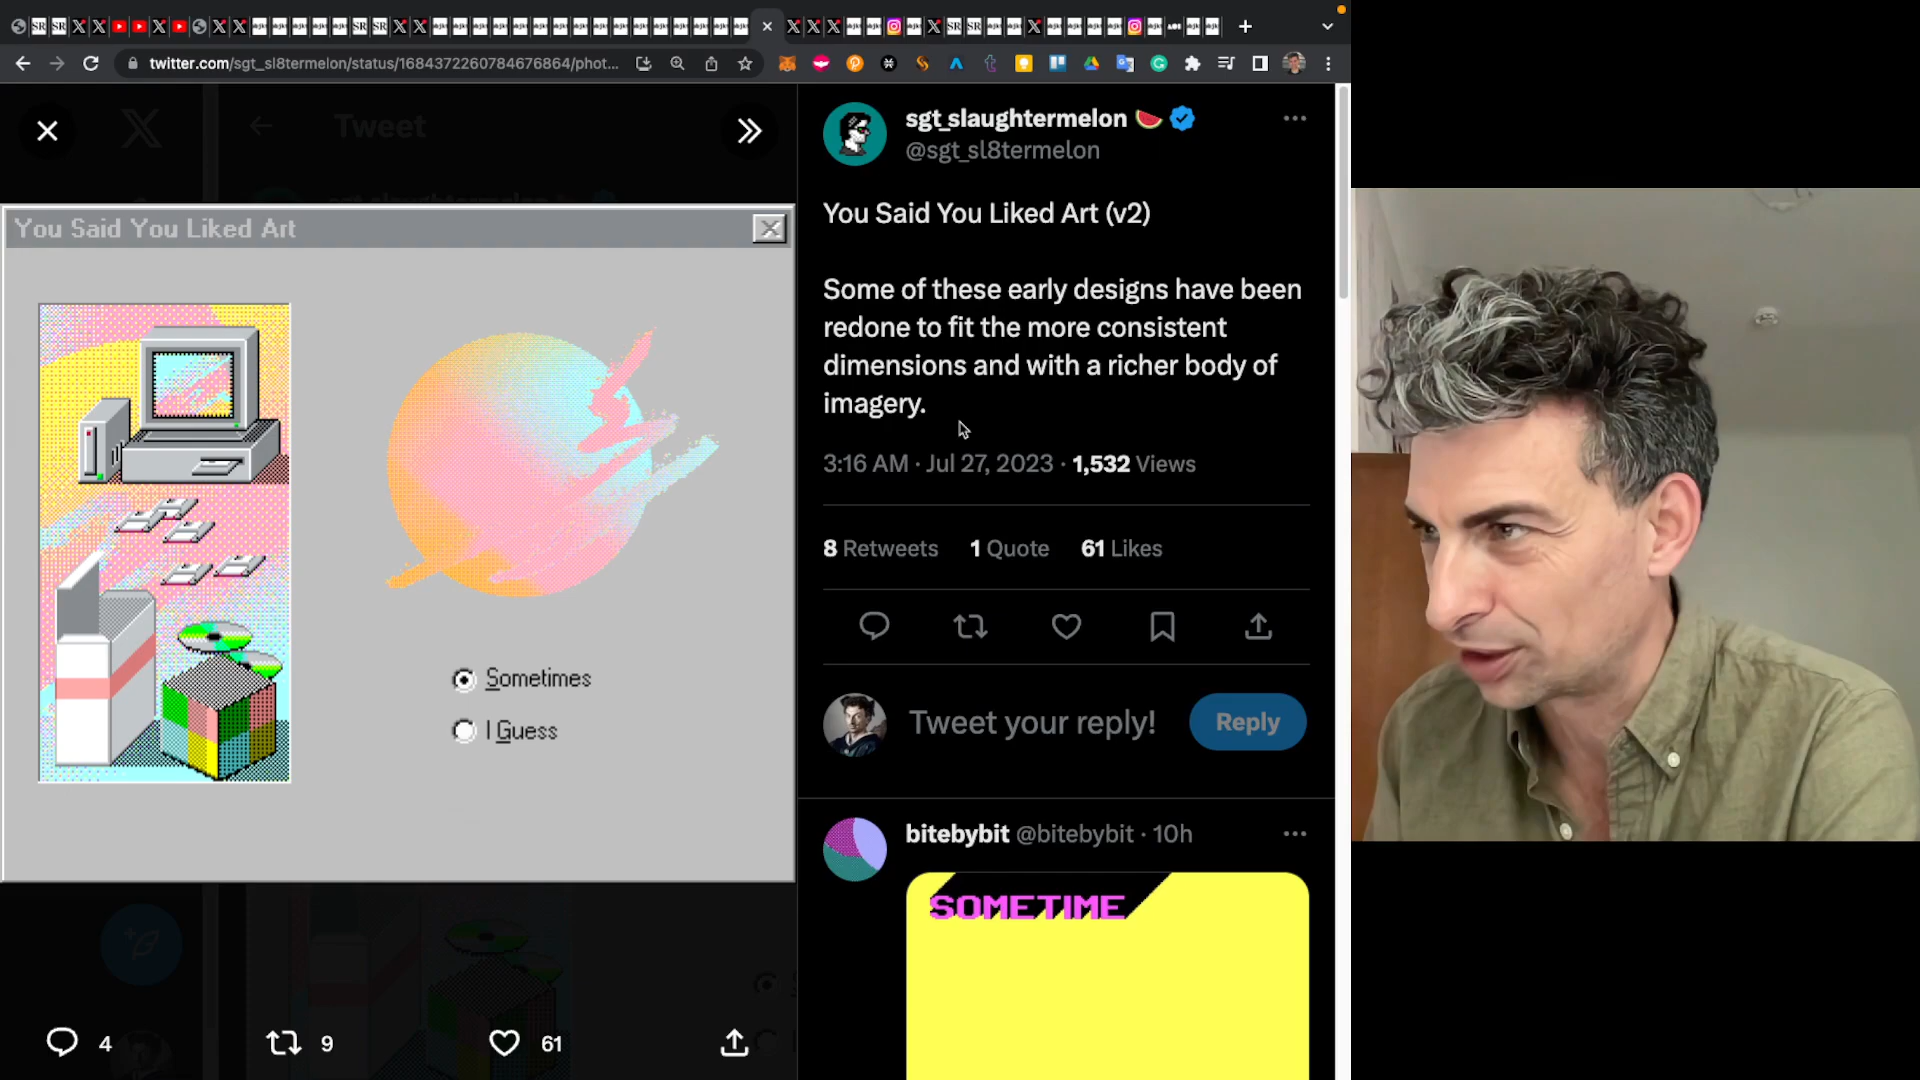 twitter.com/sgt_sl8termelon/status/1684372260784676864/phot...
Tweet
You Said You Liked Art
Sometimes
I Guess
4
9
61
sgt_slaughtermelon
@sgt_sl8termelon
You Said You Liked Art (v2)
Some of these early designs have been
redone to fit the more consistent
dimensions and with a richer body of
imagery.
3:16 AM · Jul 27, 2023 · 1,532 Views
8 Retweets 1 Quote 61 Likes
Tweet your reply!
Reply
bitebybit @bitebybit · 10h
SOMETIME